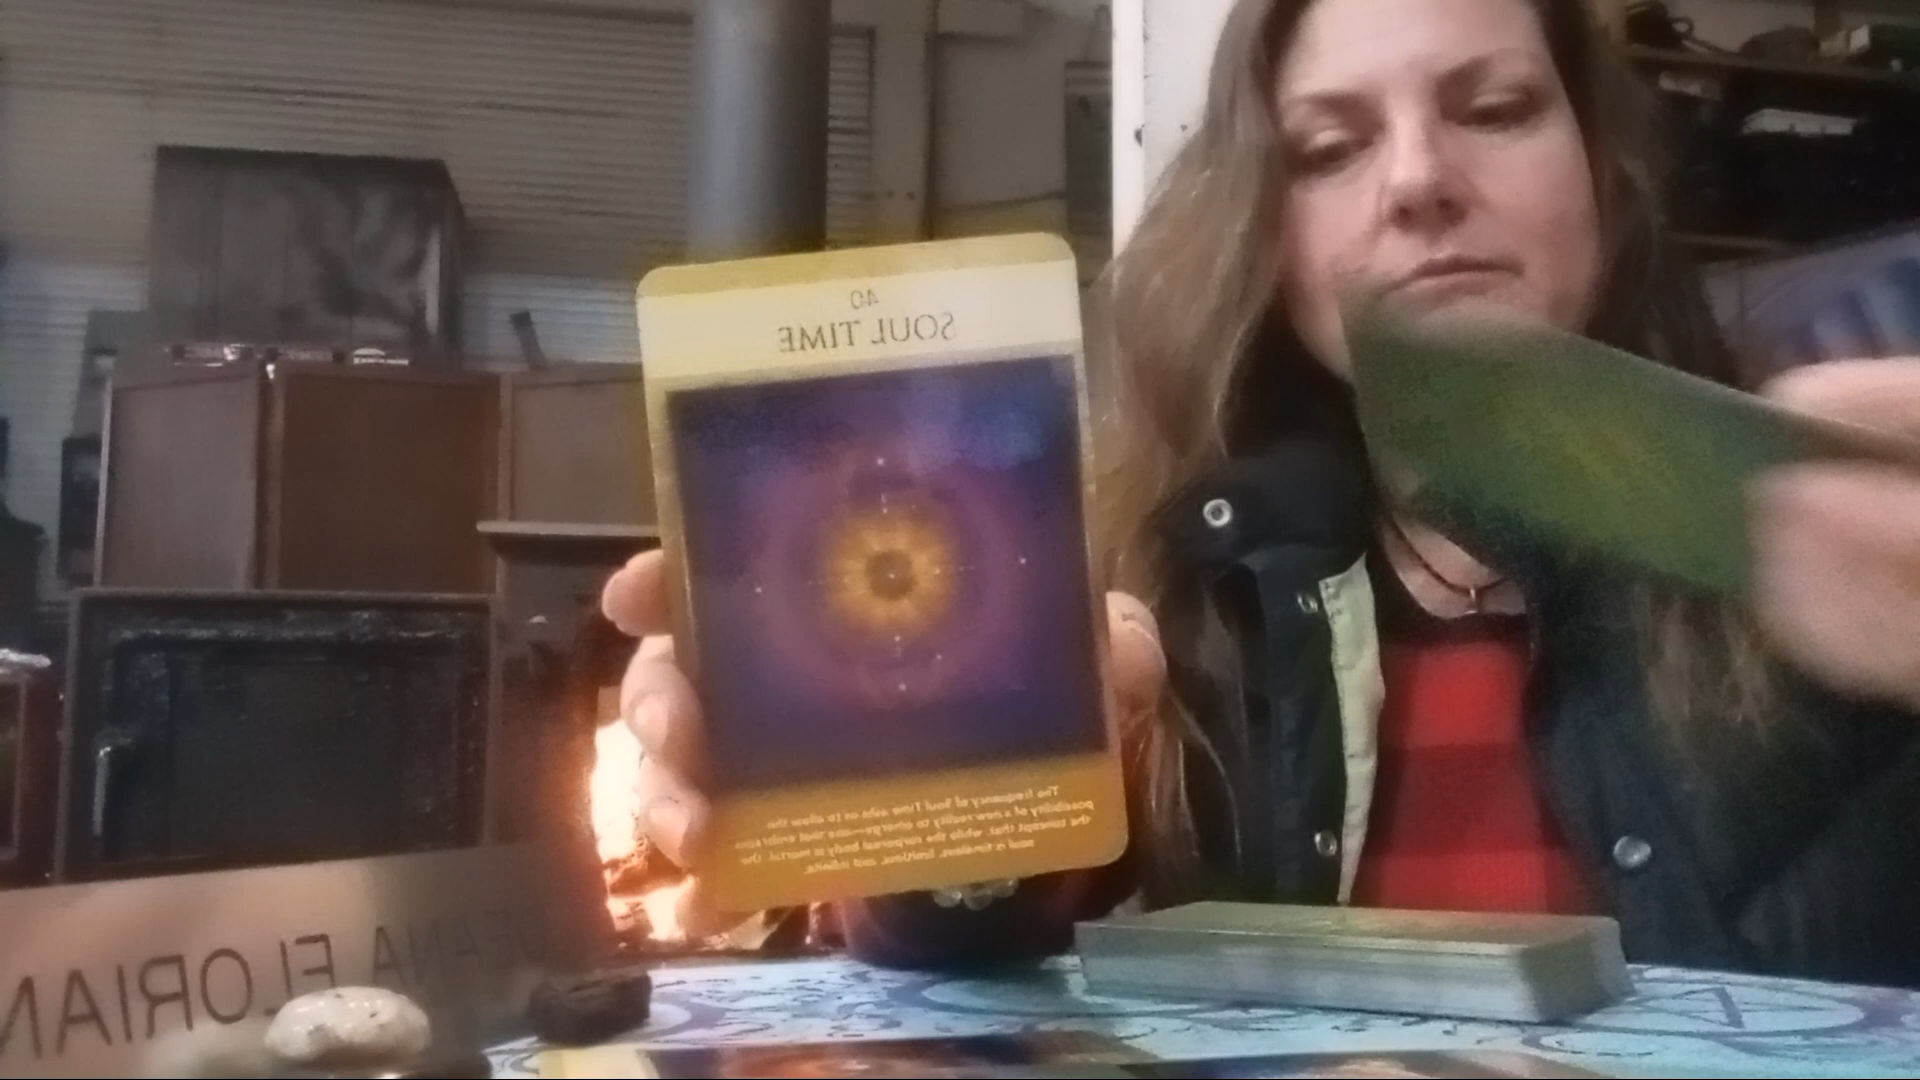 40
SOUL TIME
The frequency of Soul Time asks us to allow the
possibility of a new reality to emerge—one that embraces
the concept that, while the corporeal body is mortal, the
soul is timeless, limitless, and infinite.
EANA FLORIAN